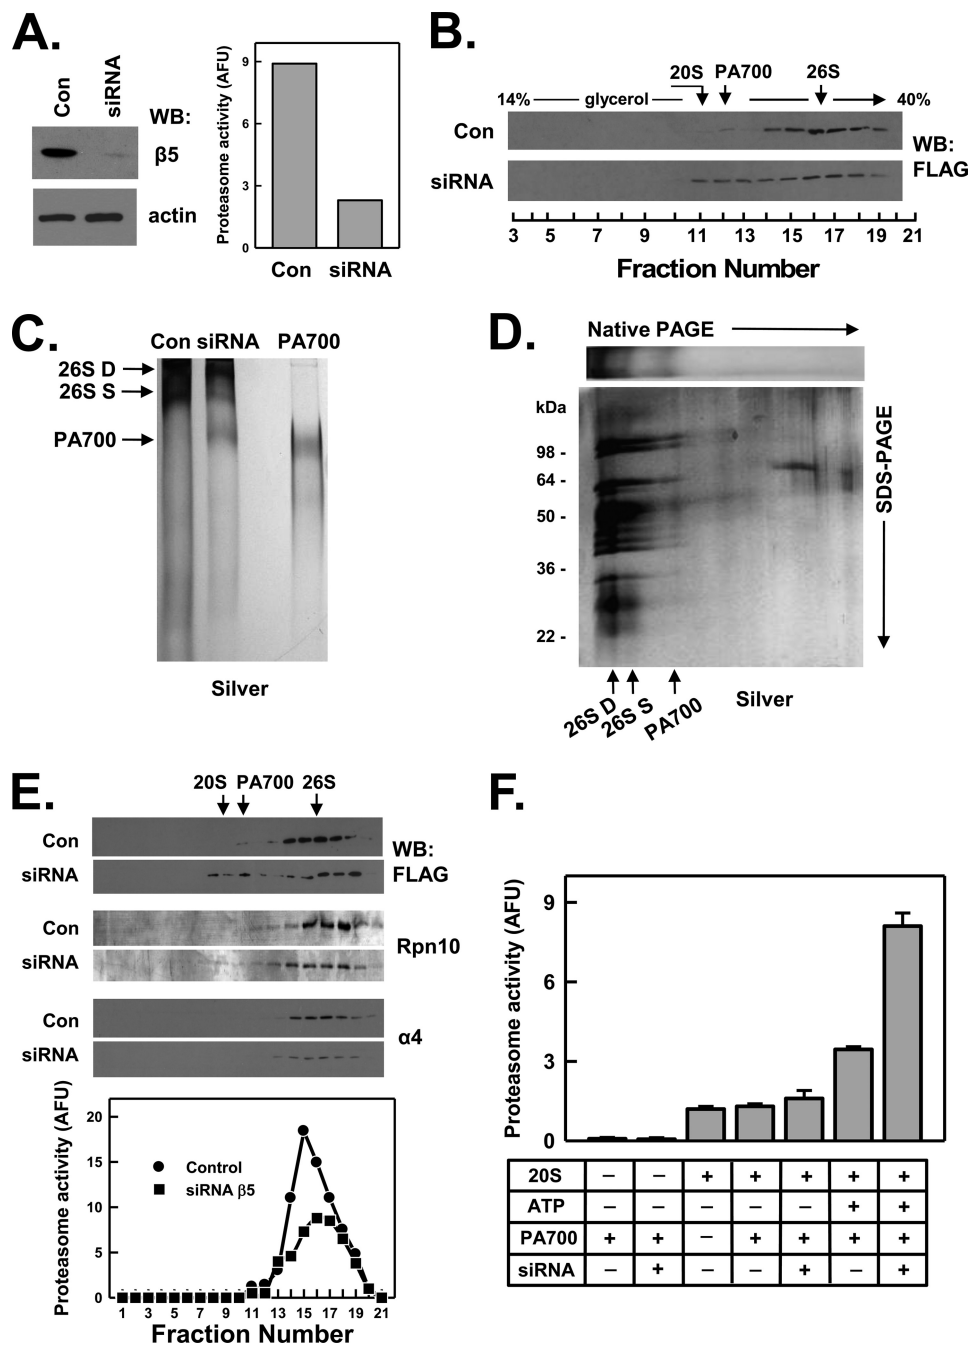 A.
Con
siRNA
WB:
β5
actin
Proteasome activity (AFU)
9
6
3
0
Con
siRNA
B.
20S PA700 26S
14% glycerol 40%
Con
siRNA
WB:
FLAG
3 5 7 9 11 13 15 17 19 21
Fraction Number
C.
Con siRNA PA700
26S D
26S S
PA700
Silver
D.
Native PAGE
kDa
98 -
64 -
50 -
36 -
22 -
SDS-PAGE
26S D
26S S
PA700
Silver
E.
20S PA700 26S
Con
siRNA
WB:
FLAG
Con
siRNA
Rpn10
Con
siRNA
α4
Proteasome activity (AFU)
20
15
10
5
0
Control
siRNA β5
1 3 5 7 9 11 13 15 17 19 21
Fraction Number
F.
Proteasome activity (AFU)
9
6
3
0
20S – – + + + + +
ATP – – – – – + +
PA700 + + – + + + +
siRNA – + – – + – +